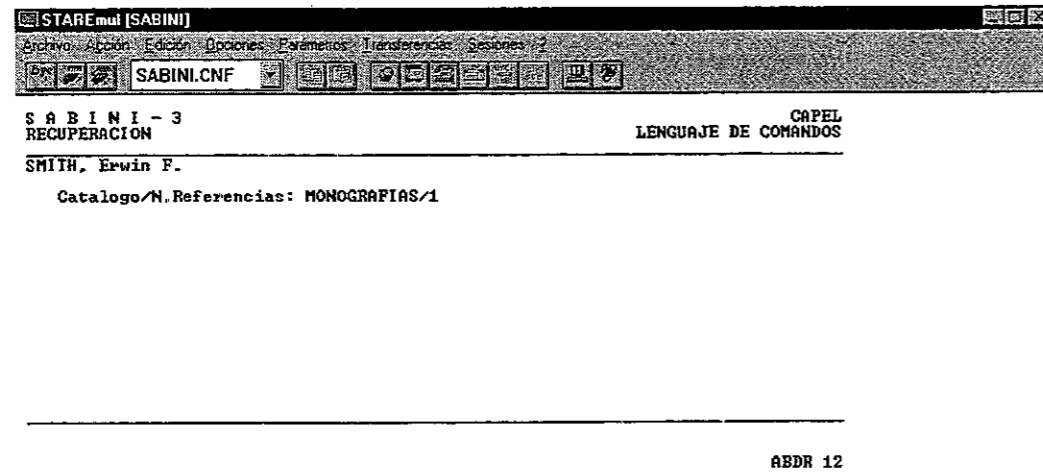 STAREmul [SABINI]
Archivo Acción Edición Opciones Parámetros Transferencias Sesiones ?
SABINI.CNF
S A B I N I - 3 CAPEL
RECUPERACION LENGUAJE DE COMANDOS
SMITH, Erwin F.
Catalogo/N.Referencias: MONOGRAFIAS/1
ABDR 12